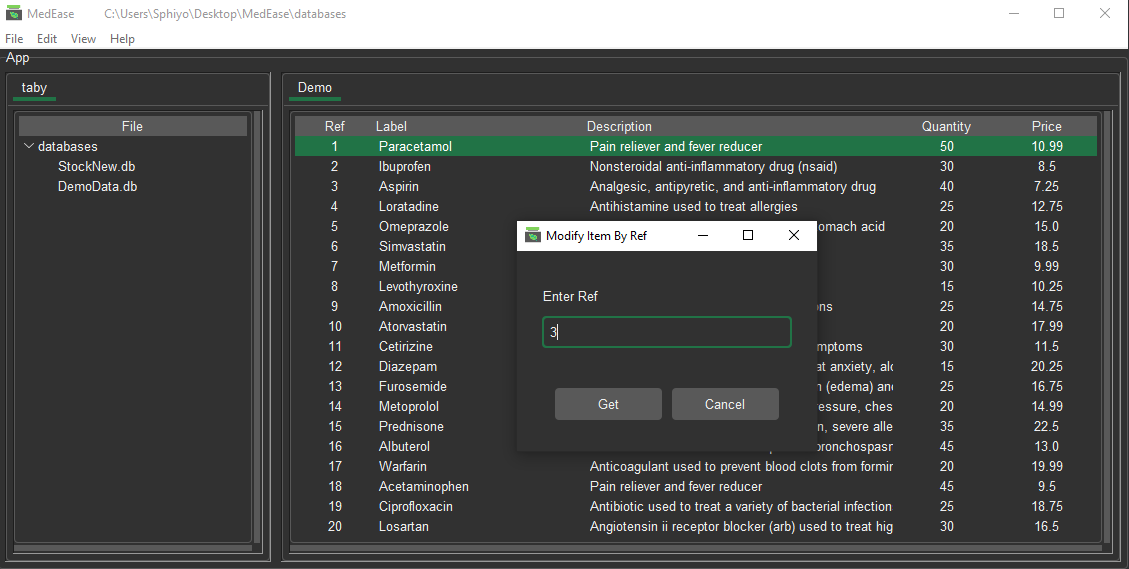 MedEase C:\Users\Sphiyo\Desktop\MedEase\databases
File Edit View Help
App
taby
File
databases
StockNew.db
DemoData.db
Demo
Ref Label Description Quantity Price
1 Paracetamol Pain reliever and fever reducer 50 10.99
2 Ibuprofen Nonsteroidal anti-inflammatory drug (nsaid) 30 8.5
3 Aspirin Analgesic, antipyretic, and anti-inflammatory drug 40 7.25
4 Loratadine Antihistamine used to treat allergies 25 12.75
5 Omeprazole omach acid 20 15.0
6 Simvastatin 35 18.5
7 Metformin 30 9.99
8 Levothyroxine 15 10.25
9 Amoxicillin ons 25 14.75
10 Atorvastatin 20 17.99
11 Cetirizine mptoms 30 11.5
12 Diazepam at anxiety, alc 15 20.25
13 Furosemide (edema) and 25 16.75
14 Metoprolol ressure, ches 20 14.99
15 Prednisone n, severe alle 35 22.5
16 Albuterol bronchospasm 45 13.0
17 Warfarin Anticoagulant used to prevent blood clots from formin 20 19.99
18 Acetaminophen Pain reliever and fever reducer 45 9.5
19 Ciprofloxacin Antibiotic used to treat a variety of bacterial infection 25 18.75
20 Losartan Angiotensin ii receptor blocker (arb) used to treat hig 30 16.5
Modify Item By Ref
Enter Ref
3
Get Cancel